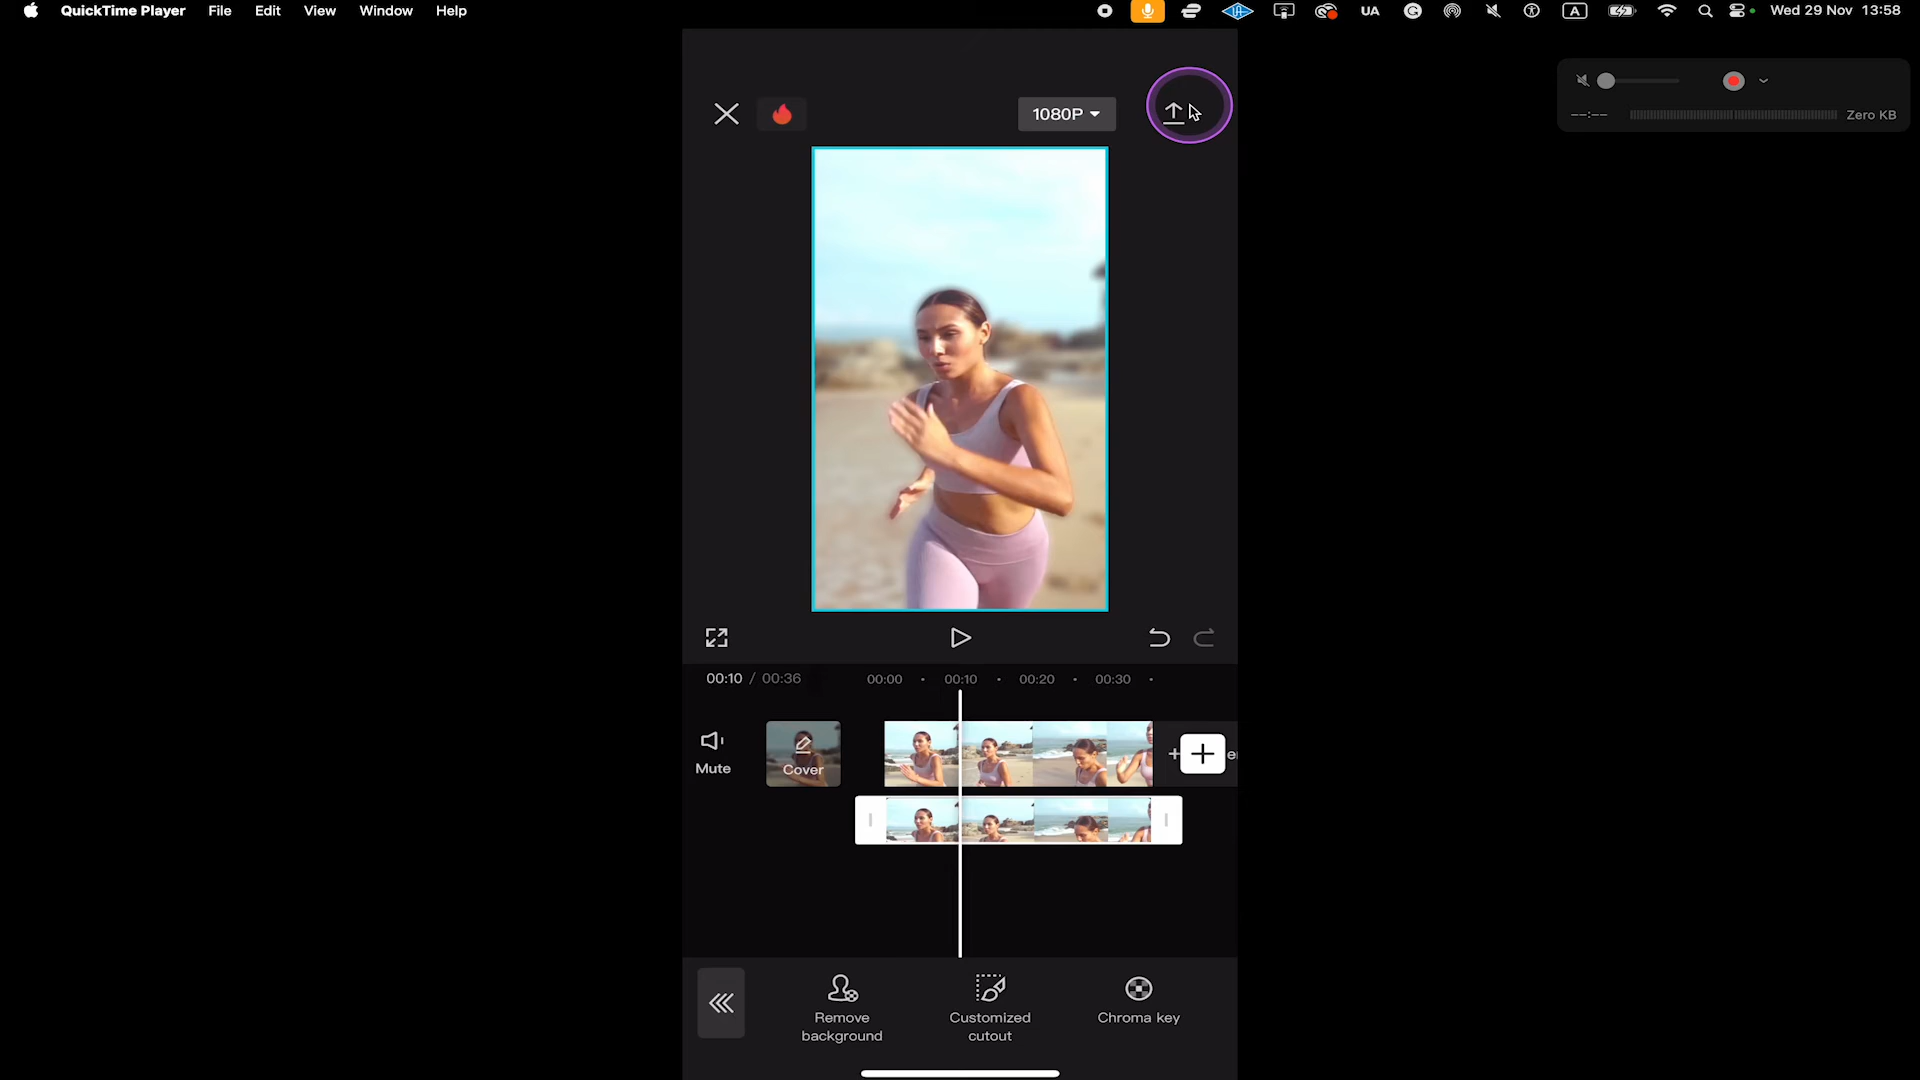 QuickTime Player File Edit View Window Help UA A Wed 29 Nov 13:58
1080P
--:-- Zero KB
00:10 / 00:36 00:00 00:10 00:20 00:30
Mute
Cover
Remove background
Customized cutout
Chroma key